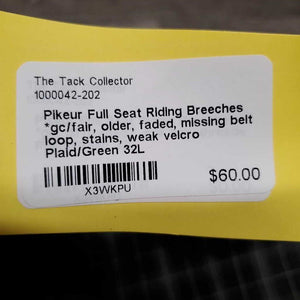 The Tack Collector
1000042-202
Pikeur Full Seat Riding Breeches
*gc/fair, older, faded, missing belt
loop, stains, weak velcro
Plaid/Green 32L
X3WKPU
$60.00